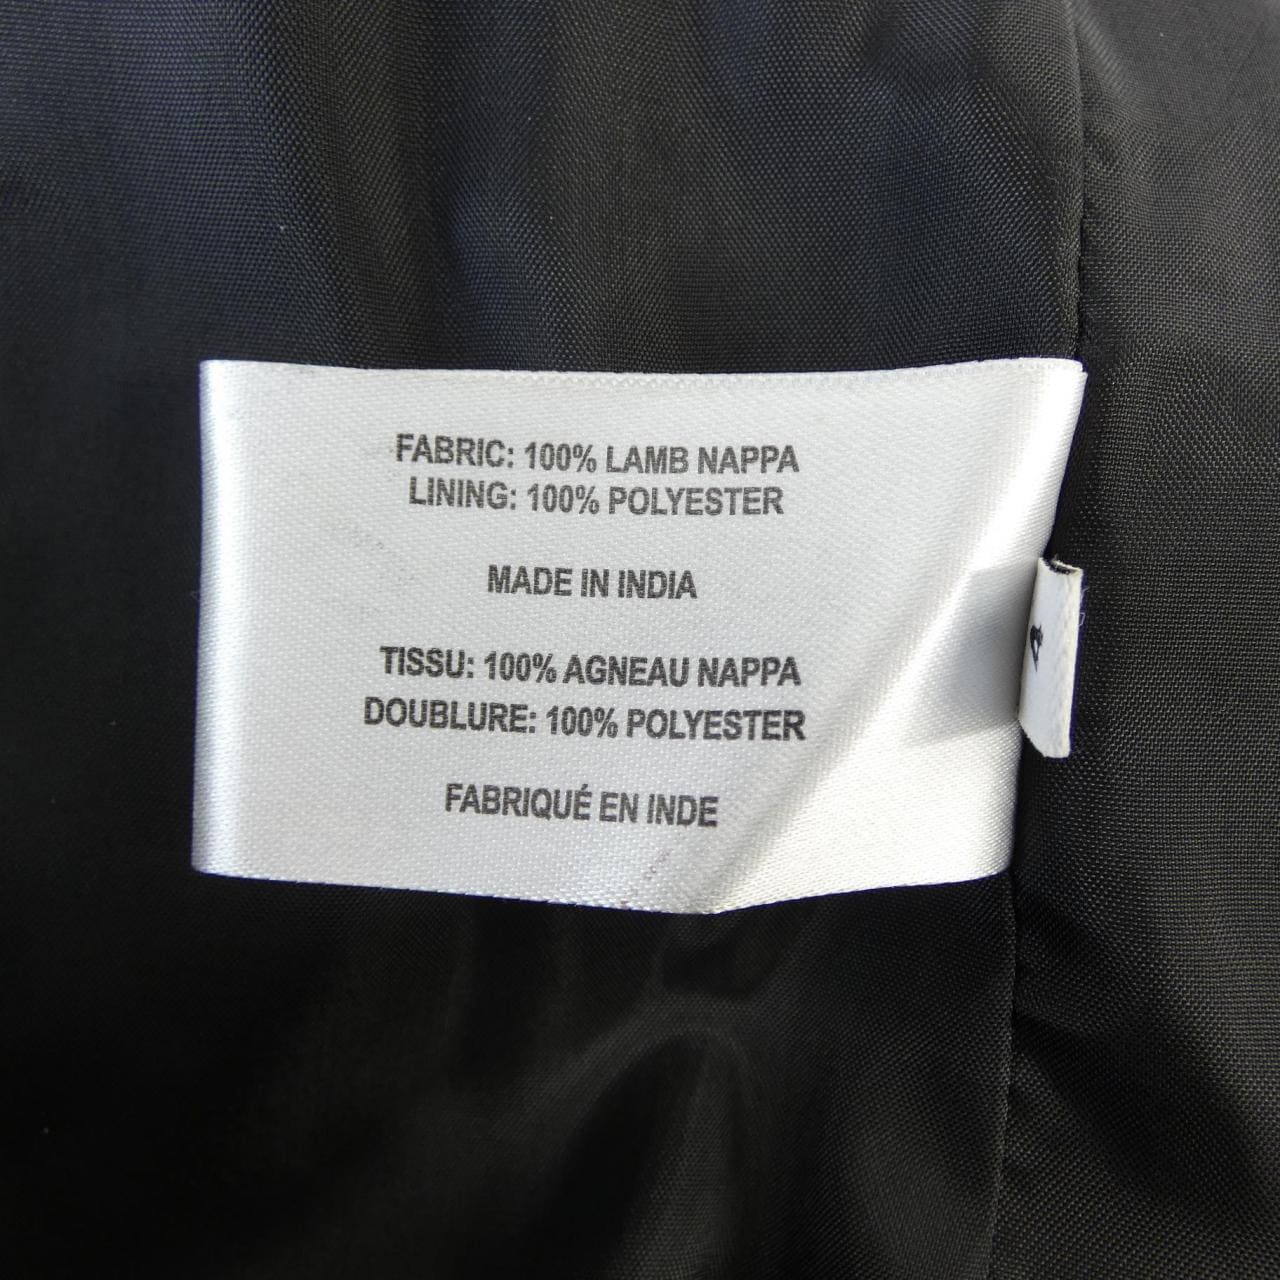 FABRIC: 100% LAMB NAPPA
LINING: 100% POLYESTER
MADE IN INDIA
TISSU: 100% AGNEAU NAPPA
DOUBLURE: 100% POLYESTER
FABRIQUÉ EN INDE